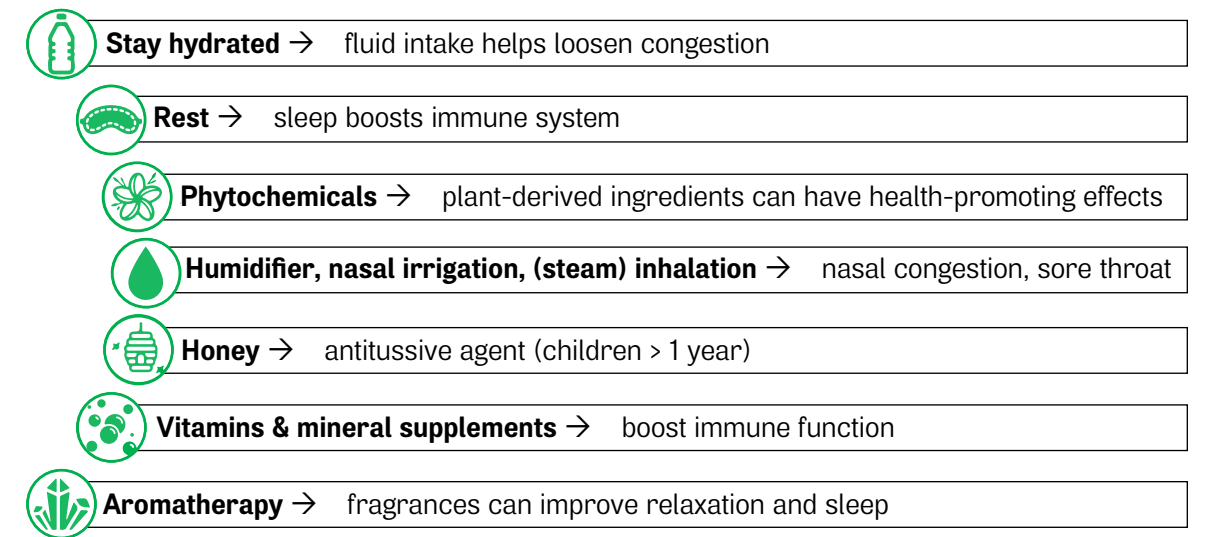 Stay hydrated → fluid intake helps loosen congestion
Rest → sleep boosts immune system
Phytochemicals → plant-derived ingredients can have health-promoting effects
Humidifier, nasal irrigation, (steam) inhalation → nasal congestion, sore throat
Honey → antitussive agent (children > 1 year)
Vitamins & mineral supplements → boost immune function
Aromatherapy → fragrances can improve relaxation and sleep